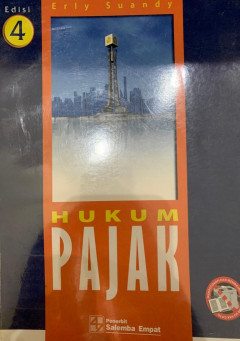 Edisi
4
Erly Suandy
HUKUM
PAJAK
Penerbit
Salemba Empat